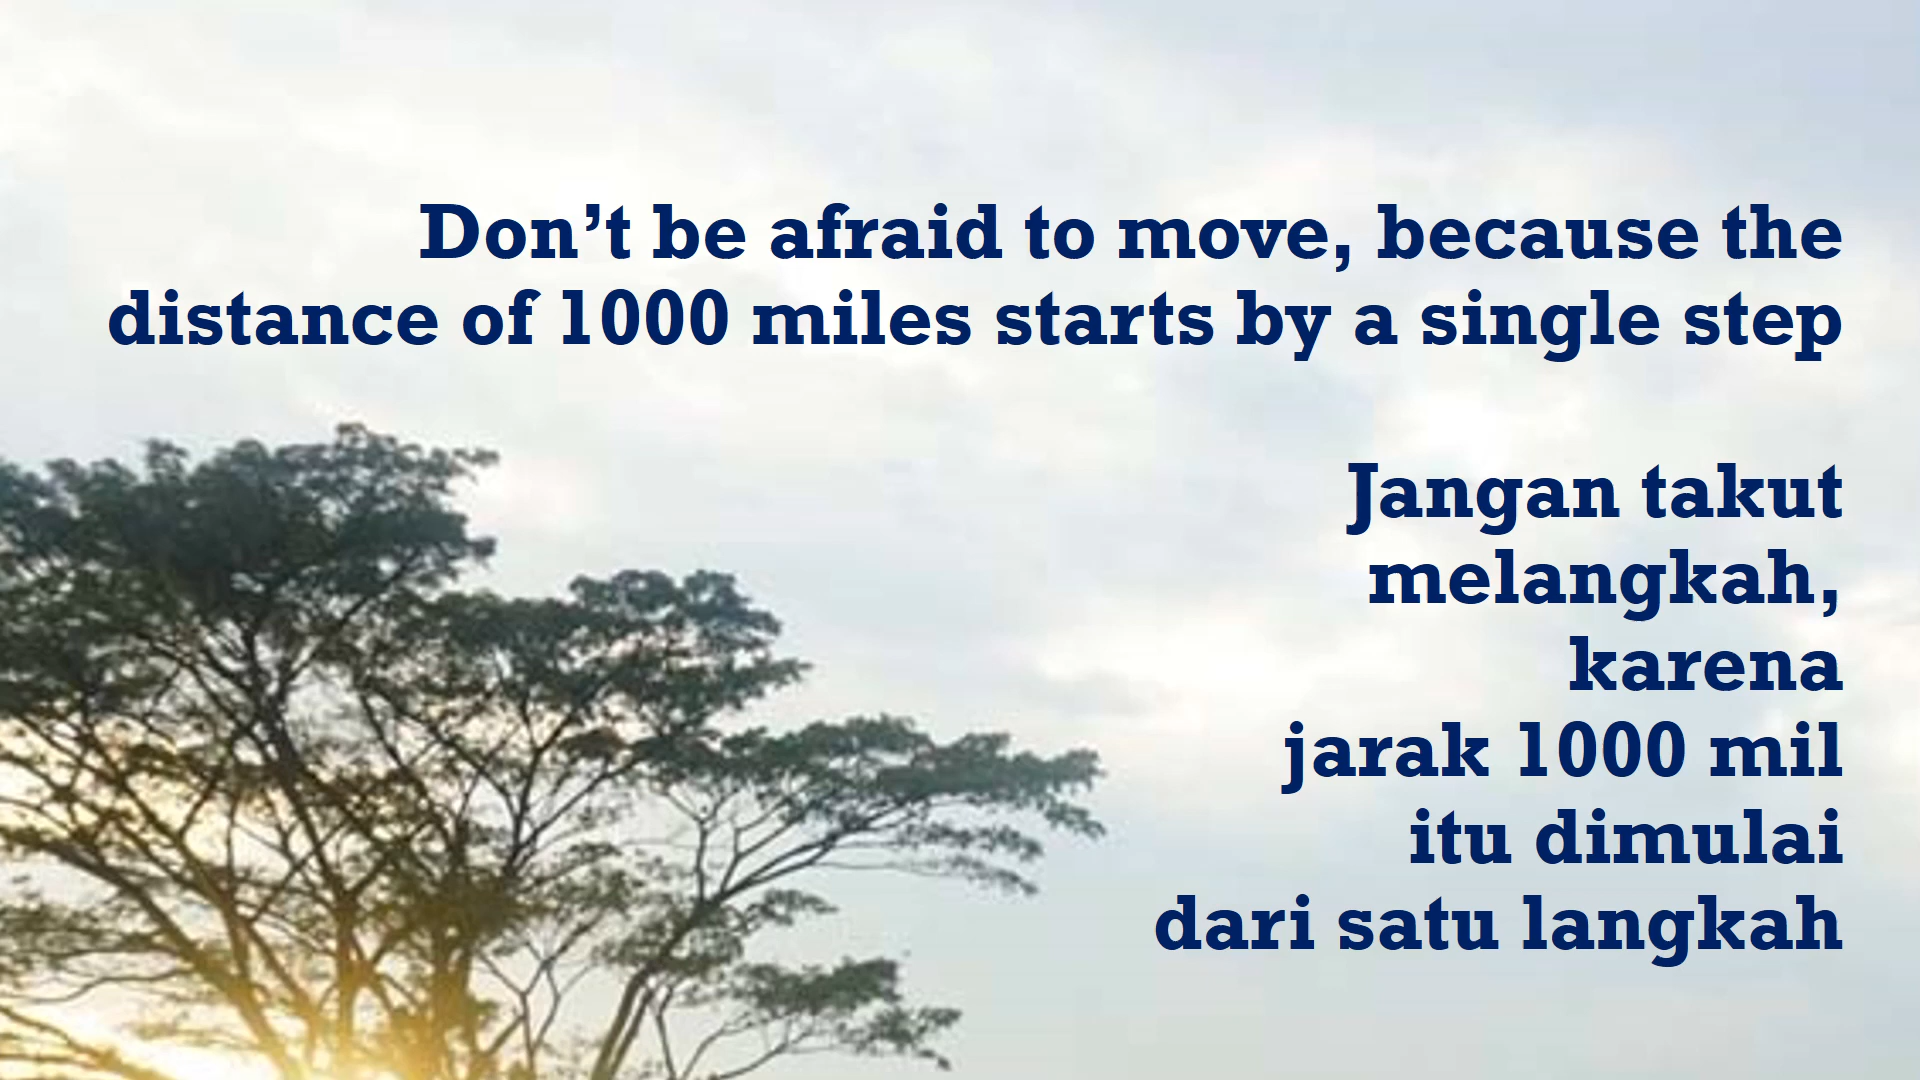 Don’t be afraid to move, because the
distance of 1000 miles starts by a single step
Jangan takut
melangkah,
karena
jarak 1000 mil
itu dimulai
dari satu langkah